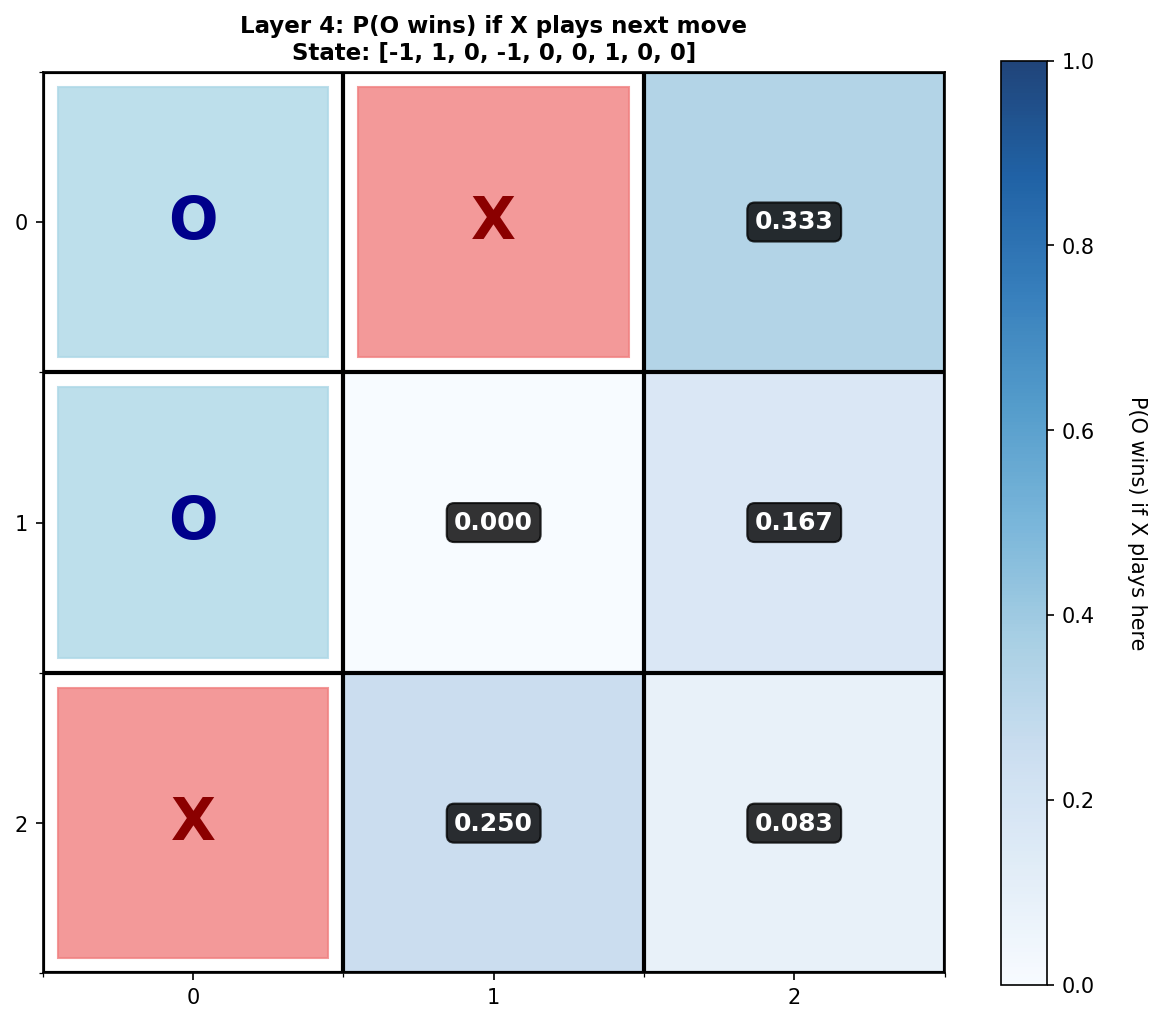 Layer 4: P(O wins) if X plays next move
State: [-1, 1, 0, -1, 0, 0, 1, 0, 0]
O
X
0.333
O
0.000
0.167
X
0.250
0.083
0
1
2
0
1
2
1.0
0.8
0.6
0.4
0.2
0.0
P(O wins) if X plays here